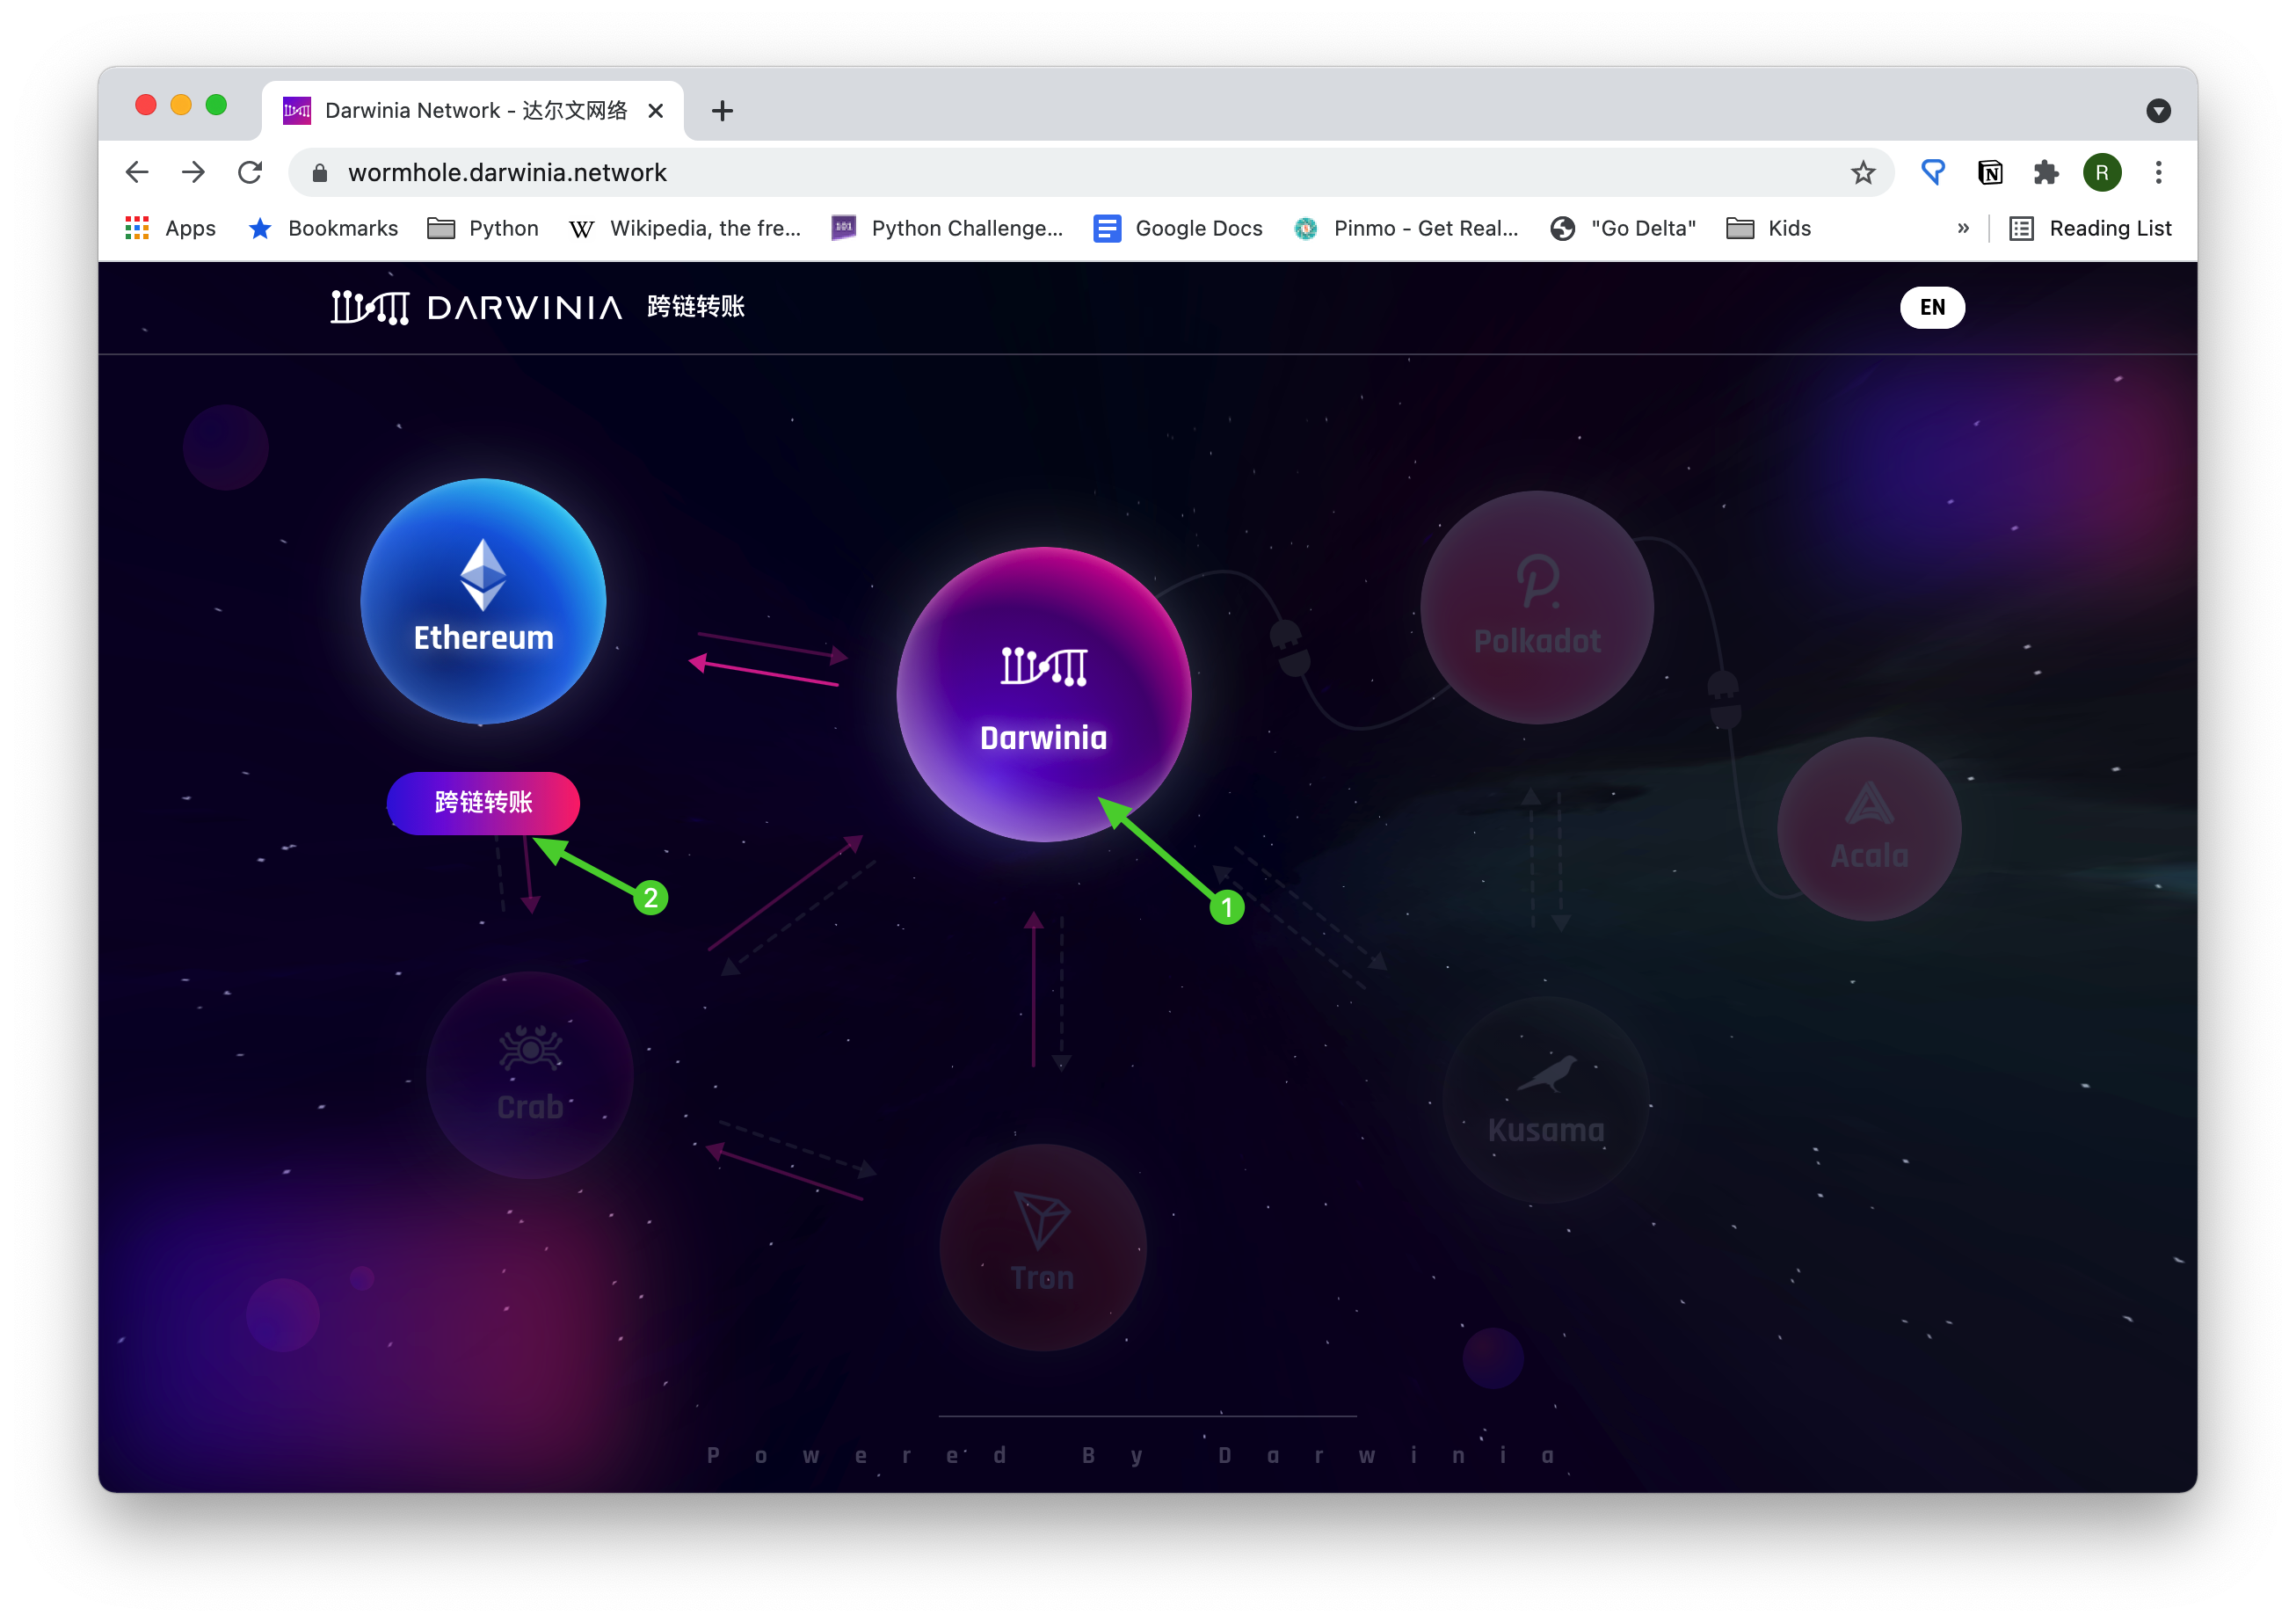 Darwinia Network - 达尔文网络
wormhole.darwinia.network
R
Apps Bookmarks Python Wikipedia, the fre... Python Challenge... Google Docs Pinmo - Get Real... "Go Delta" Kids » Reading List
DARWINIA 跨链转账 EN
Ethereum
Polkadot
Darwinia
跨链转账
Acala
2
1
Crab
Kusama
Tron
Powered By Darwinia